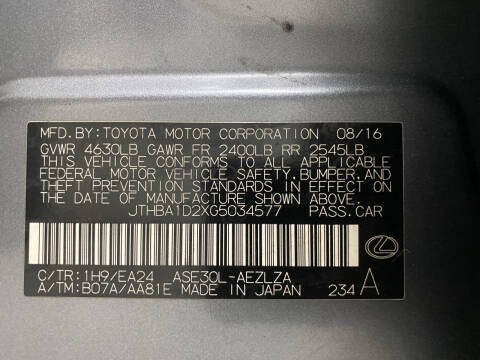 MFD.BY:TOYOTA MOTOR CORPORATION 08/16
GVWR 4630LB GAWR FR 2400LB RR 2545LB
THIS VEHICLE CONFORMS TO ALL APPLICABLE
FEDERAL MOTOR VEHICLE SAFETY, BUMPER, AND
THEFT PREVENTION STANDARDS IN EFFECT ON
THE DATE OF MANUFACTURE SHOWN ABOVE.
JTHBA1D2XG5034577 PASS.CAR
C/TR:1H9/EA24 ASE30L-AEZLZA
A/TM:B07A/AA81E MADE IN JAPAN 234 A